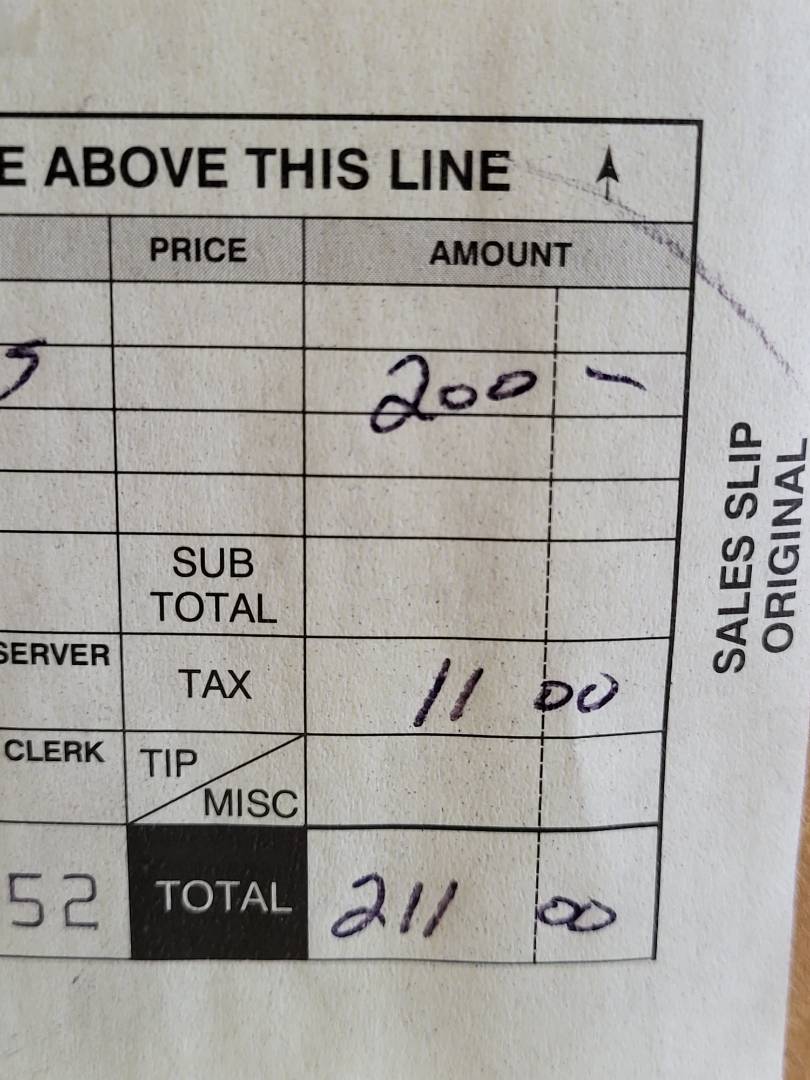 E ABOVE THIS LINE
PRICE AMOUNT
5 200 —
SUB
TOTAL
SERVER
TAX 11 00
CLERK
TIP
MISC
52 TOTAL 211 00
SALES SLIP
ORIGINAL